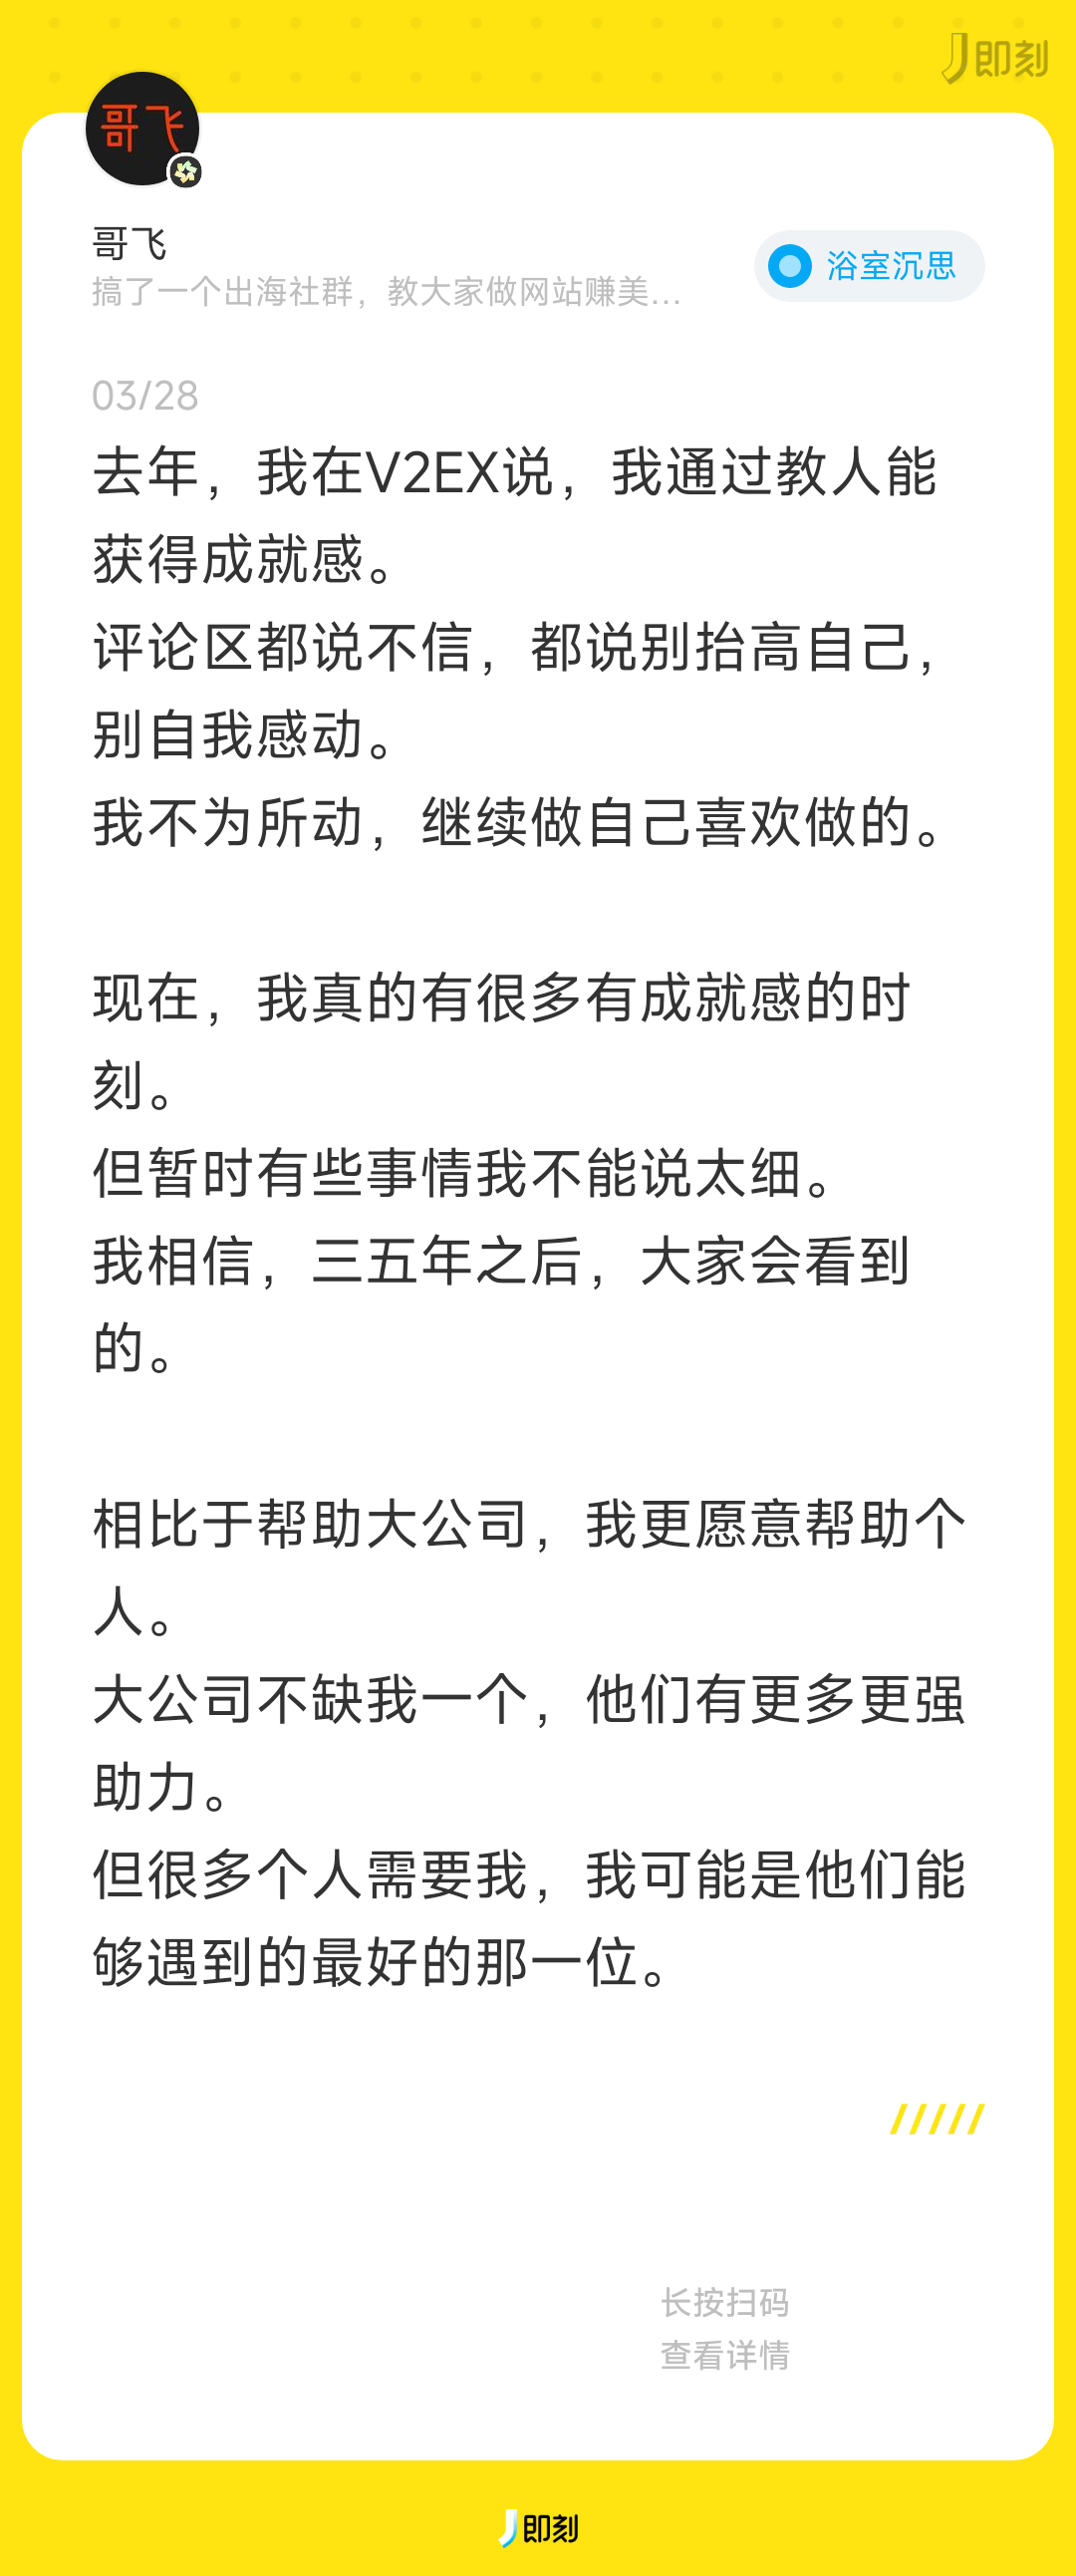 即刻
哥飞
哥飞
搞了一个出海社群，教大家做网站赚美...
浴室沉思
03/28
去年，我在V2EX说，我通过教人能
获得成就感。
评论区都说不信，都说别抬高自己，
别自我感动。
我不为所动，继续做自己喜欢做的。
现在，我真的有很多有成就感的时
刻。
但暂时有些事情我不能说太细。
我相信，三五年之后，大家会看到
的。
相比于帮助大公司，我更愿意帮助个
人。
大公司不缺我一个，他们有更多更强
助力。
但很多个人需要我，我可能是他们能
够遇到的最好的那一位。
/////
长按扫码
查看详情
即刻